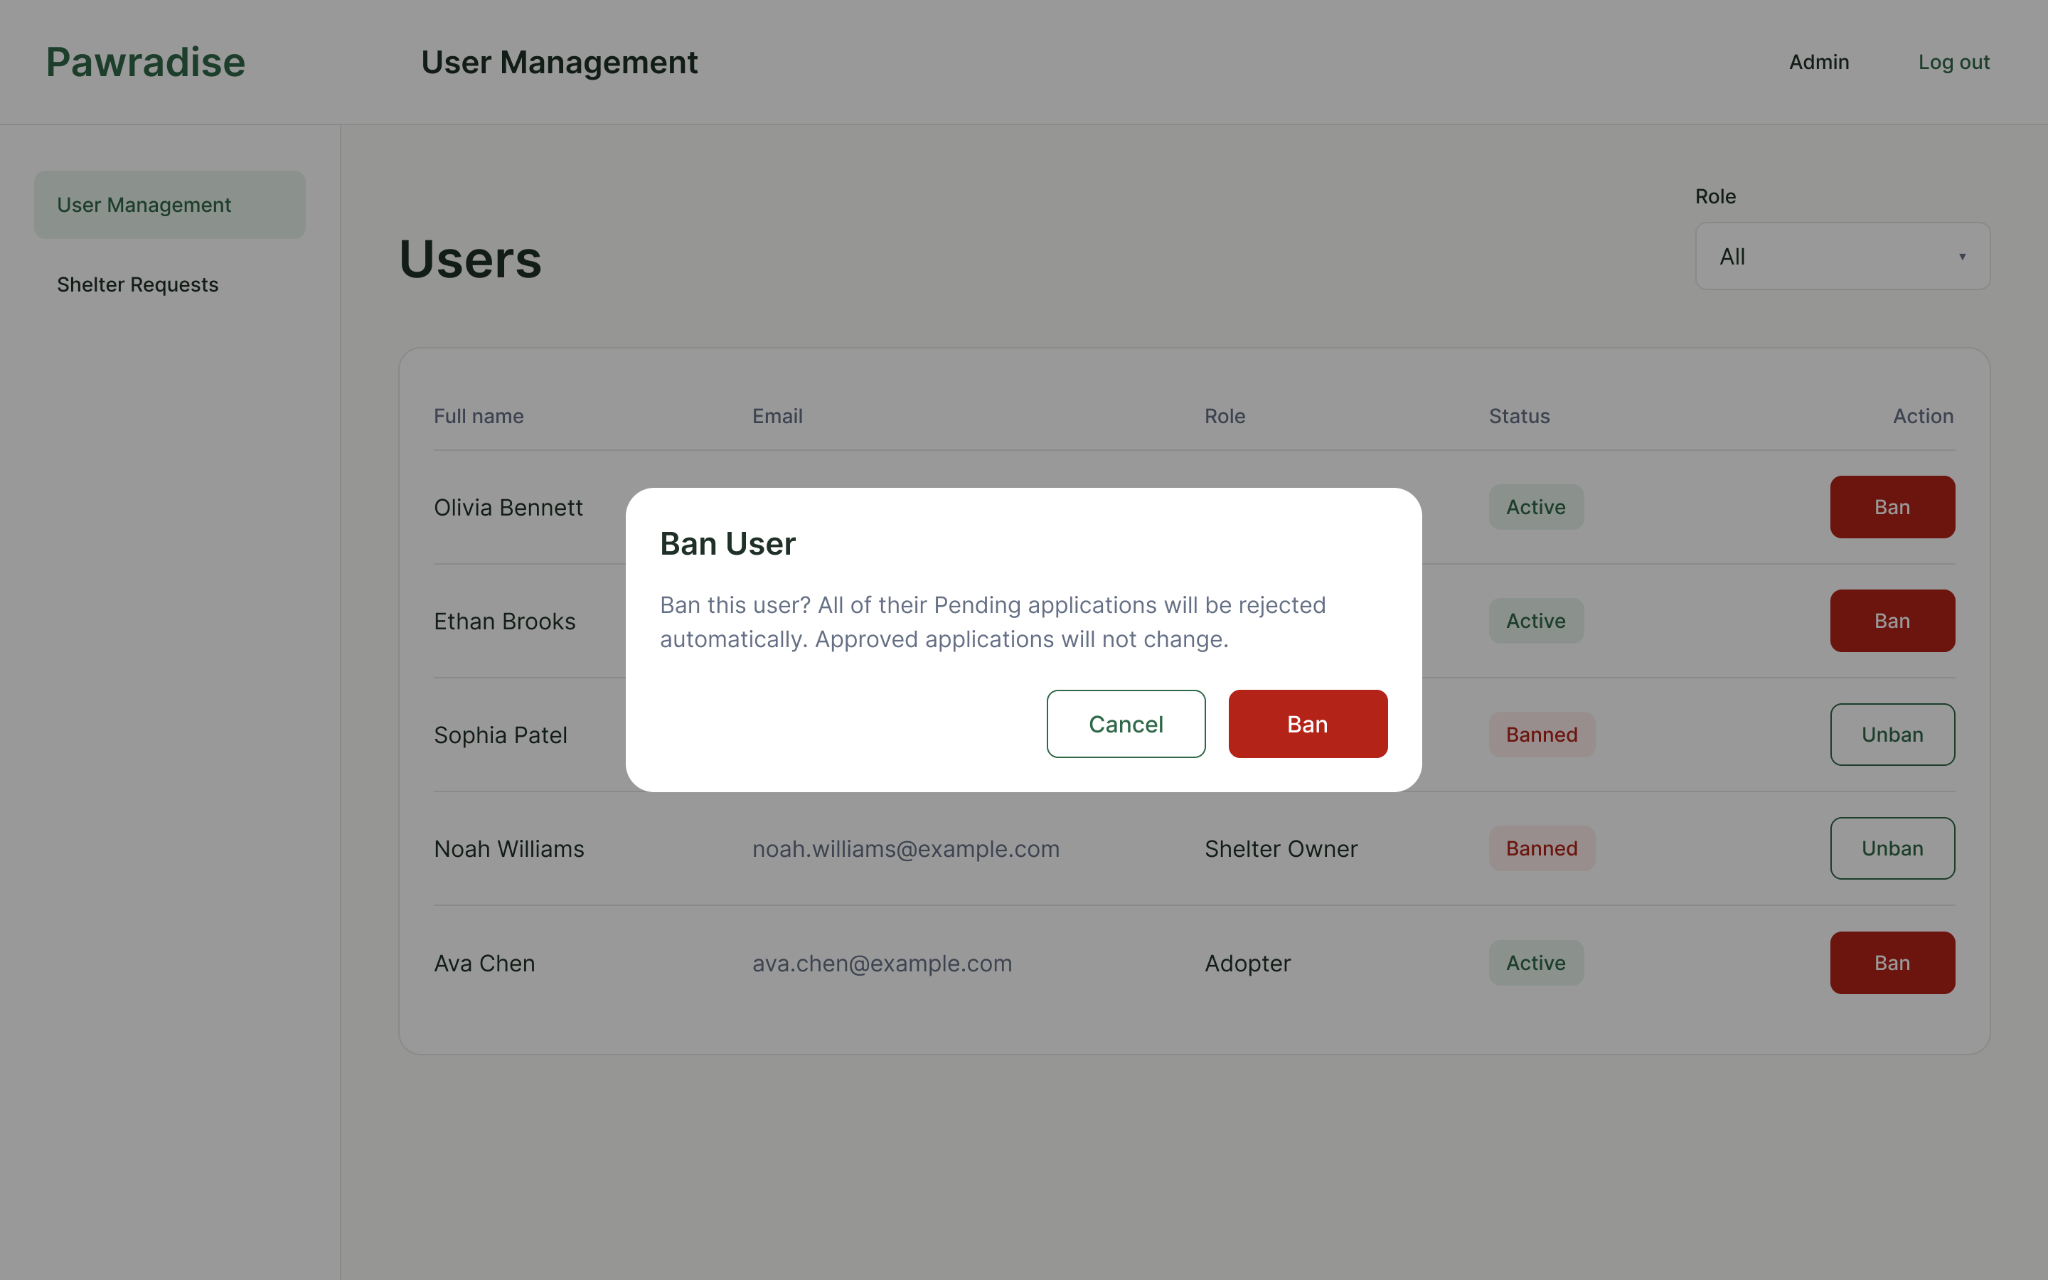 Pawradise
User Management
Admin
Log out
User Management
Shelter Requests
Role
Users
All
Full name
Email
Role
Status
Action
Olivia Bennett
Active
Ban
Ethan Brooks
Active
Ban
Sophia Patel
Banned
Unban
Ban User
Ban this user? All of their Pending applications will be rejected
automatically. Approved applications will not change.
Cancel
Ban
Noah Williams
noah.williams@example.com
Shelter Owner
Banned
Unban
Ava Chen
ava.chen@example.com
Adopter
Active
Ban